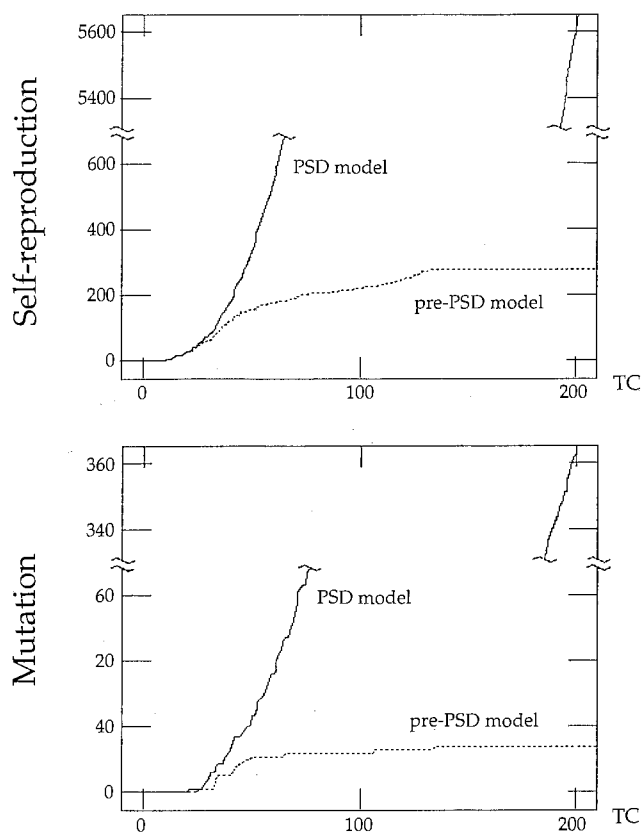 Self-reproduction
5600
5400
600
PSD model
400
200
pre-PSD model
0
0 100 200 TC
Mutation
360
340
60
PSD model
20
40
pre-PSD model
0
0 100 200 TC